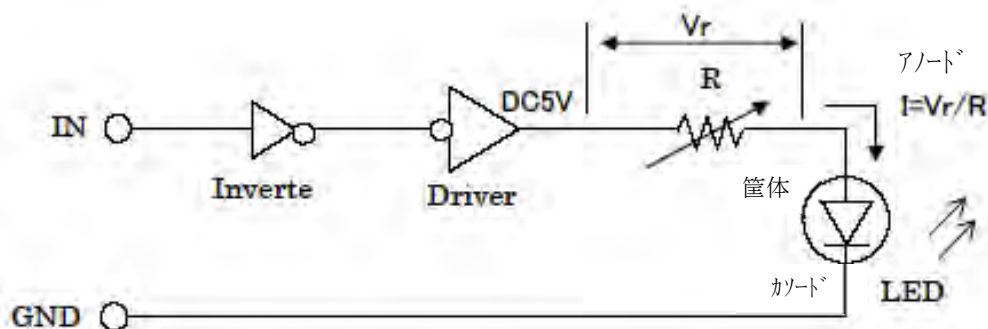 Vr
アノード
R
DC5V
I=Vr/R
IN
Inverte
Driver
筐体
カソード
LED
GND